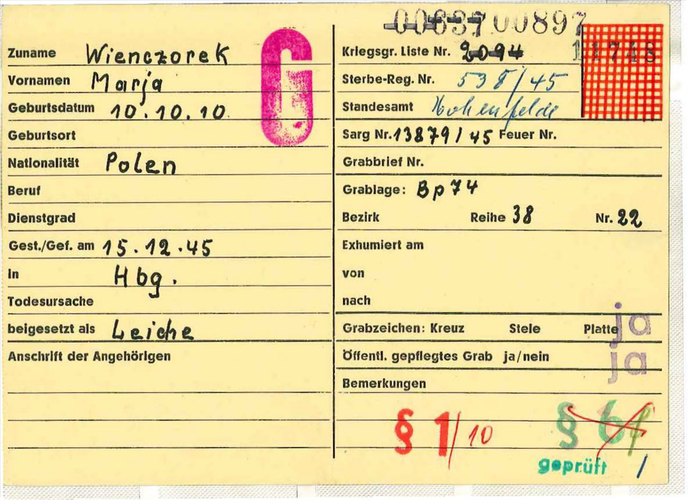 Zuname Wienczorek
Vornamen Marja
Geburtsdatum 10.10.10.
Geburtsort
Nationalität Polen
Beruf
Dienstgrad
Gest./Gef. am 15.12.45
In Hbg.
Todesursache
beigesetzt als Leiche
Anschrift der Angehörigen
G
00637 00897
Kriegsgr. Liste Nr. 2094
Sterbe-Reg. Nr. 538/45
Standesamt Hohenfelde
Sarg Nr. 13879/45 Feuer Nr.
Grabbrief Nr.
Grablage: Bp74
Bezirk Reihe 38 Nr. 22
Exhumiert am
von
nach
Grabzeichen: Kreuz Stele Platte ja
Öffentl. gepflegtes Grab ja/nein ja
Bemerkungen
§ 1/10 § 6
geprüft